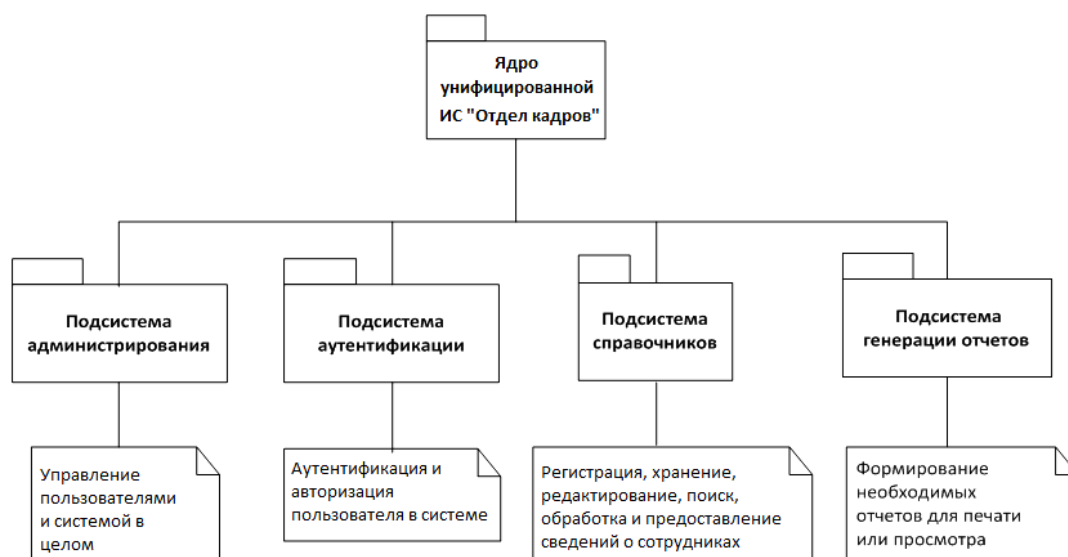 Ядро
унифицированной
ИС "Отдел кадров"
Подсистема
администрирования
Подсистема
аутентификации
Подсистема
справочников
Подсистема
генерации отчетов
Управление
пользователями
и системой в
целом
Аутентификация и
авторизация
пользователя в системе
Регистрация, хранение,
редактирование, поиск,
обработка и предоставление
сведений о сотрудниках
Формирование
необходимых
отчетов для печати
или просмотра